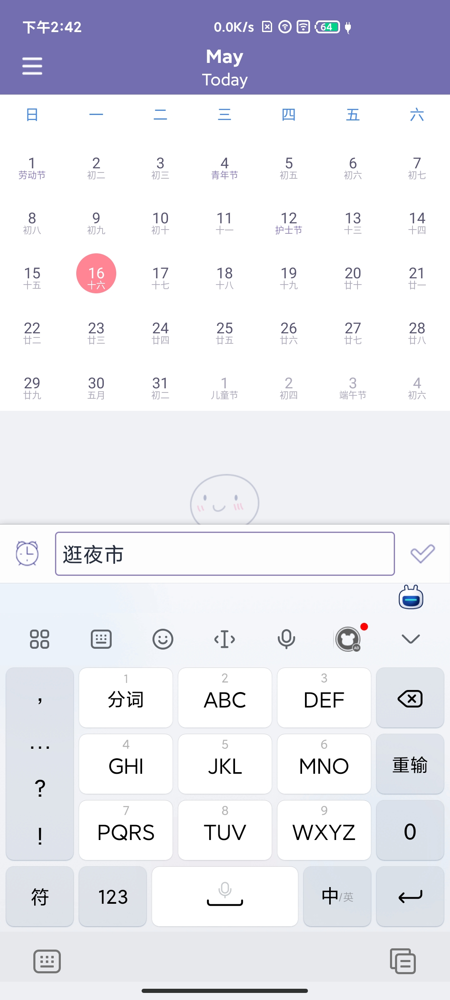 下午2:42 0.0K/s 64
May
Today
日 一 二 三 四 五 六
1 2 3 4 5 6 7
劳动节 初二 初三 青年节 初五 初六 初七
8 9 10 11 12 13 14
初八 初九 初十 十一 护士节 十三 十四
15 16 17 18 19 20 21
十五 十六 十七 十八 十九 廿十 廿一
22 23 24 25 26 27 28
廿二 廿三 廿四 廿五 廿六 廿七 廿八
29 30 31 1 2 3 4
廿九 五月 初二 儿童节 初四 端午节 初六
逛夜市
AD
1 2 3
， 分词 ABC DEF
4 5 6
... GHI JKL MNO 重输
?
7 8 9
! PQRS TUV WXYZ 0
符 123 中/英